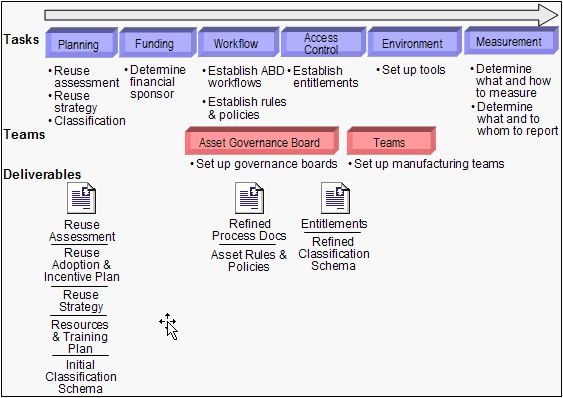 Tasks
Planning
Funding
Workflow
Access
Control
Environment
Measurement
• Reuse
assessment
• Reuse
strategy
• Classification
• Determine
financial
sponsor
• Establish ABD
workflows
• Establish rules
& policies
• Establish
entitlements
• Set up tools
• Determine
what and how
to measure
• Determine
what and to
whom to report
Teams
Asset Governance Board
Teams
• Set up governance boards
• Set up manufacturing teams
Deliverables
Reuse
Assessment
Reuse
Adoption &
Incentive Plan
Reuse
Strategy
Resources
& Training
Plan
Initial
Classification
Schema
Refined
Process Docs
Asset Rules &
Policies
Entitlements
Refined
Classification
Schema